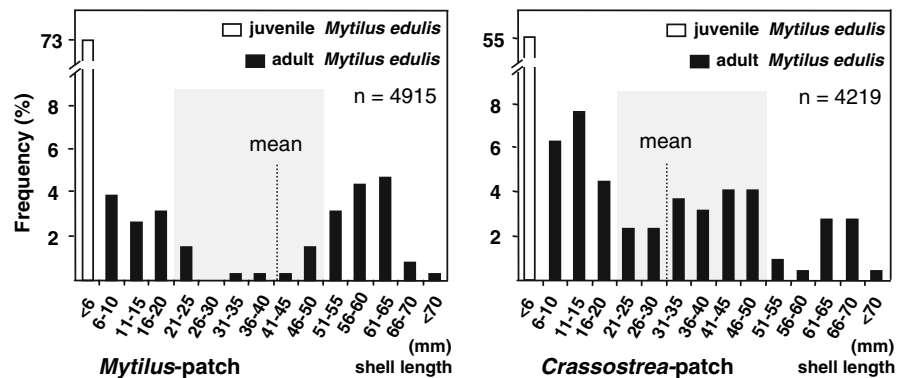 73
juvenile Mytilus edulis
adult Mytilus edulis
n = 4915
8
6
4
2
Frequency (%)
mean
<6
6-10
11-15
16-20
21-25
26-30
31-35
36-40
41-45
46-50
51-55
56-60
61-65
66-70
<70
(mm)
Mytilus-patch
shell length
55
juvenile Mytilus edulis
adult Mytilus edulis
n = 4219
8
6
4
2
mean
<6
6-10
11-15
16-20
21-25
26-30
31-35
36-40
41-45
46-50
51-55
56-60
61-65
66-70
<70
(mm)
Crassostrea-patch
shell length